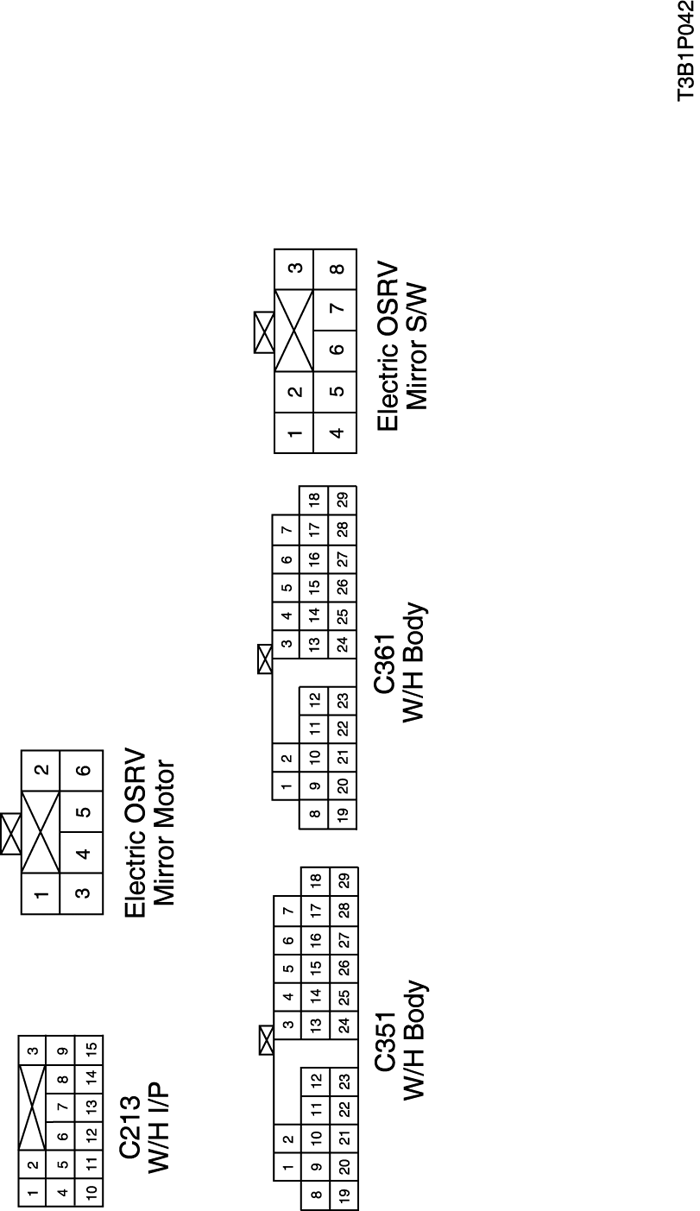 1 2 3
4 5 6 7 8 9
10 11 12 13 14 15
C213
W/H I/P
1 2
3 4 5 6
Electric OSRV
Mirror Motor
1 2 3 4 5 6 7
8 9 10 11 12 13 14 15 16 17 18
19 20 21 22 23 24 25 26 27 28 29
C351
W/H Body
1 2 3 4 5 6 7
8 9 10 11 12 13 14 15 16 17 18
19 20 21 22 23 24 25 26 27 28 29
C361
W/H Body
1 2 3
4 5 6 7 8
Electric OSRV
Mirror S/W
T3B1P042